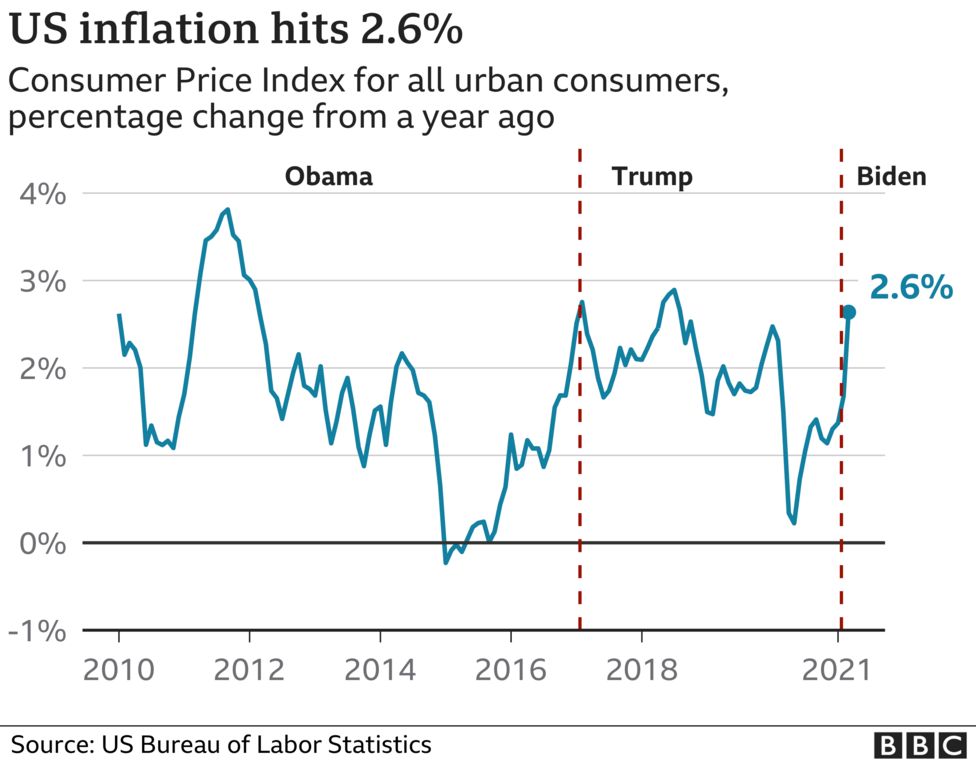 US inflation hits 2.6%
Consumer Price Index for all urban consumers,
percentage change from a year ago
Obama
Trump
Biden
4%
3%
2.6%
2%
1%
0%
-1%
2010
2012
2014
2016
2018
2021
Source: US Bureau of Labor Statistics
BBC